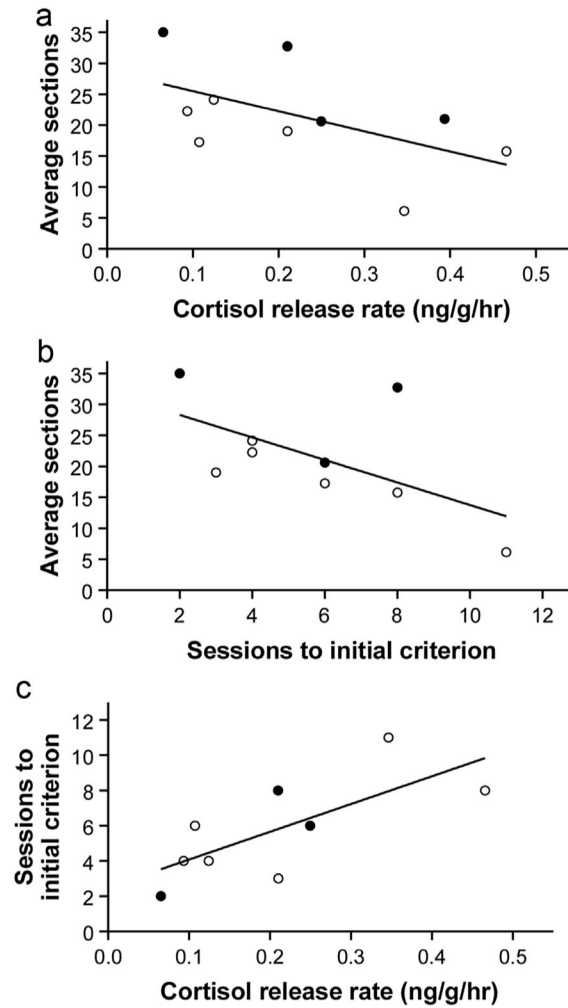 a
Average sections
35
30
25
20
15
10
5
0
0.0 0.1 0.2 0.3 0.4 0.5
Cortisol release rate (ng/g/hr)
b
Average sections
35
30
25
20
15
10
5
0
0 2 4 6 8 10 12
Sessions to initial criterion
c
Sessions to
initial criterion
12
10
8
6
4
2
0
0.0 0.1 0.2 0.3 0.4 0.5
Cortisol release rate (ng/g/hr)